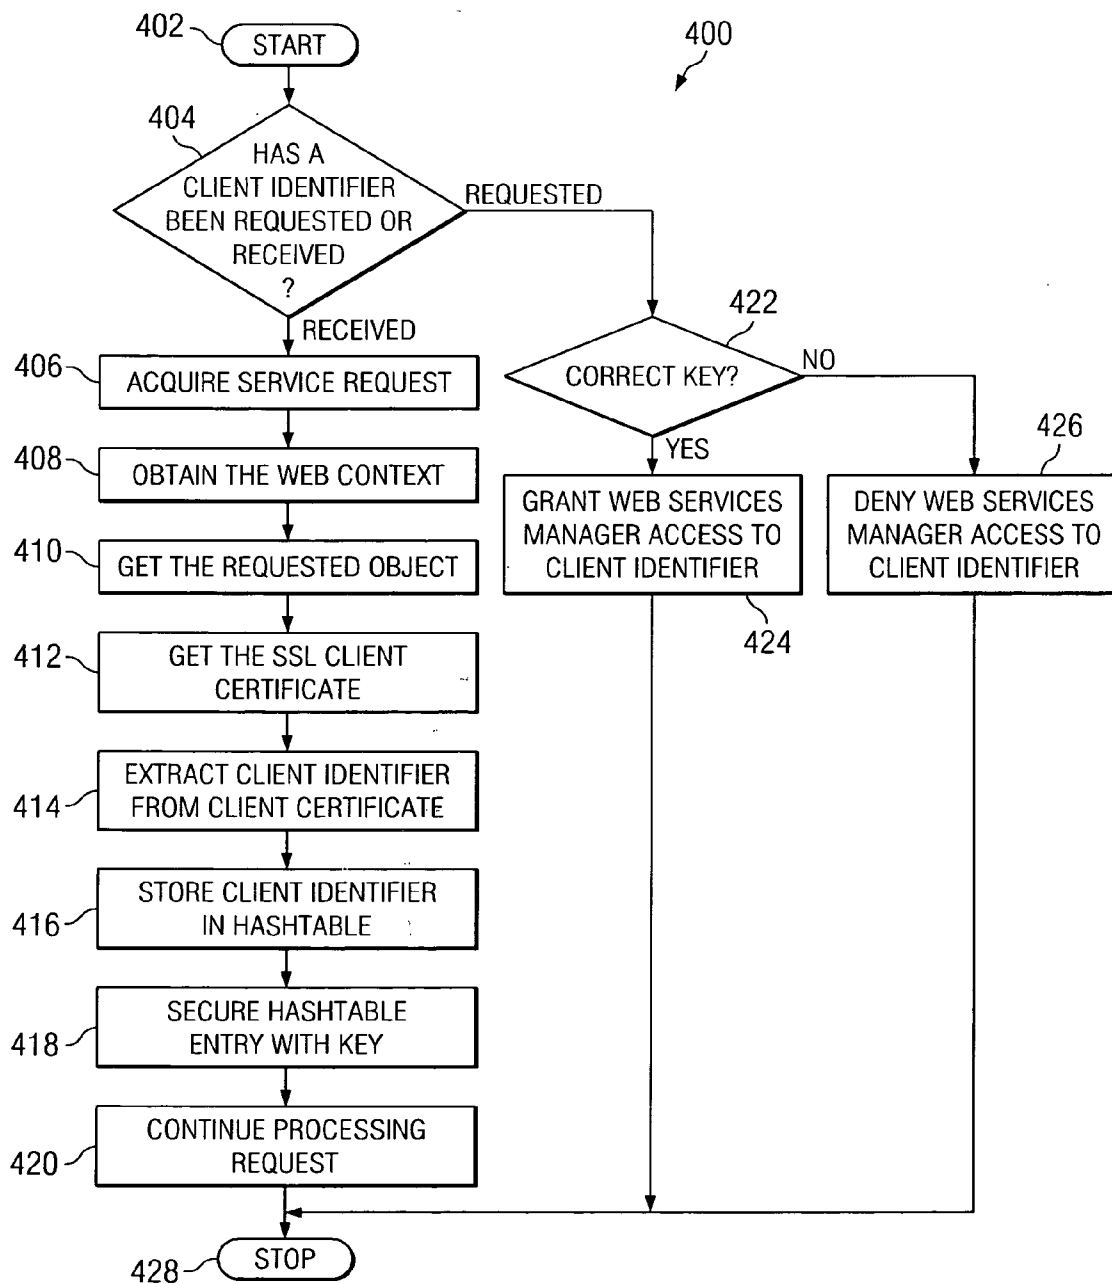 402
START
400
404
HAS A
CLIENT IDENTIFIER
BEEN REQUESTED OR
RECEIVED
?
REQUESTED
RECEIVED
406
ACQUIRE SERVICE REQUEST
408
OBTAIN THE WEB CONTEXT
410
GET THE REQUESTED OBJECT
412
GET THE SSL CLIENT
CERTIFICATE
414
EXTRACT CLIENT IDENTIFIER
FROM CLIENT CERTIFICATE
416
STORE CLIENT IDENTIFIER
IN HASHTABLE
418
SECURE HASHTABLE
ENTRY WITH KEY
420
CONTINUE PROCESSING
REQUEST
422
CORRECT KEY?
NO
YES
GRANT WEB SERVICES
MANAGER ACCESS TO
CLIENT IDENTIFIER
424
426
DENY WEB SERVICES
MANAGER ACCESS TO
CLIENT IDENTIFIER
428
STOP